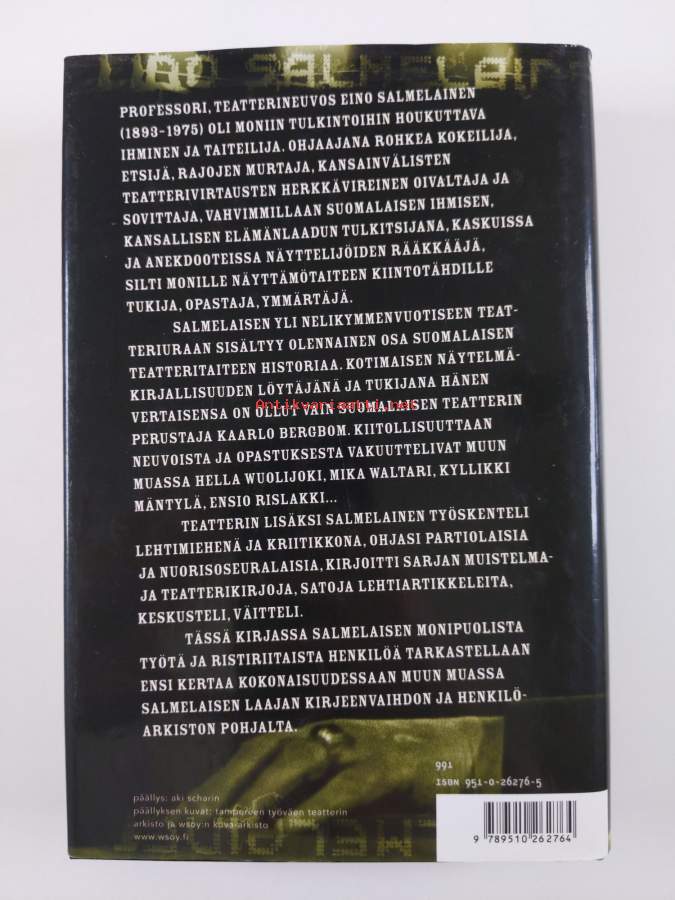 PROFESSORI, TEATTERINEUVOS EINO SALMELAINEN
(1893-1975) OLI MONIIN TULKINTOIHIN HOUKUTTAVA
IHMINEN JA TAITEILIJA. OHJAAJANA ROHKEA KOKEILIJA,
ETSIJÄ, RAJOJEN MURTAJA, KANSAINVÄLISTEN
TEATTERIVIRTAUSTEN HERKKÄVIREINEN OIVALTAJA JA
SOVITTAJA, VAHVIMMILLAAN SUOMALAISEN IHMISEN,
KANSALLISEN ELÄMÄNLAADUN TULKITSIJANA, KASKUISSA
JA ANEKDOOTEISSA NÄYTTELIJÖIDEN RÄÄKKÄÄJÄ,
SILTI MONILLE NÄYTTÄMÖTAITEEN KIINTOTÄHDILLE
TUKIJA, OPASTAJA, YMMÄRTÄJÄ.
SALMELAISEN YLI NELIKYMMENVUOTISEEN TEAT-
TERIURAAN SISÄLTYY OLENNAINEN OSA SUOMALAISEN
TEATTERITAITEEN HISTORIAA. KOTIMAISEN NÄYTELMÄ-
KIRJALLISUUDEN LÖYTÄJÄNÄ JA TUKIJANA HÄNEN
Antikvariaatti.net
VERTAISENSA ON OLLUT VAIN SUOMALAISEN TEATTERIN
PERUSTAJA KAARLO BERGBOM. KIITOLLISUUTTAAN
NEUVOISTA JA OPASTUKSESTA VAKUUTTELIVAT MUUN
MUASSA HELLA WUOLIJOKI, MIKA WALTARI, KYLLIKKI
MÄNTYLÄ, ENSIO RISLAKKI...
TEATTERIN LISÄKSI SALMELAINEN TYÖSKENTELI
LEHTIMIEHENÄ JA KRIITIKKONA, OHJASI PARTIOLAISIA
JA NUORISOSEURALAISIA, KIRJOITTI SARJAN MUISTELMA-
JA TEATTERIKIRJOJA, SATOJA LEHTIARTIKKELEITA,
KESKUSTELI, VÄITTELI.
TÄSSÄ KIRJASSA SALMELAISEN MONIPUOLISTA
TYÖTÄ JA RISTIRIITAISTA HENKILÖÄ TARKASTELLAAN
ENSI KERTAA KOKONAISUUDESSAAN MUUN MUASSA
SALMELAISEN LAAJAN KIRJEENVAIHDON JA HENKILÖ-
ARKISTON POHJALTA.
991
ISBN 951-0-26276-5
päällys: aki scharin
päällyksen kuvat: tampereen työväen teatterin
arkisto ja wsoy:n kuva-arkisto
www.wsoy.fi
9 789510 262764